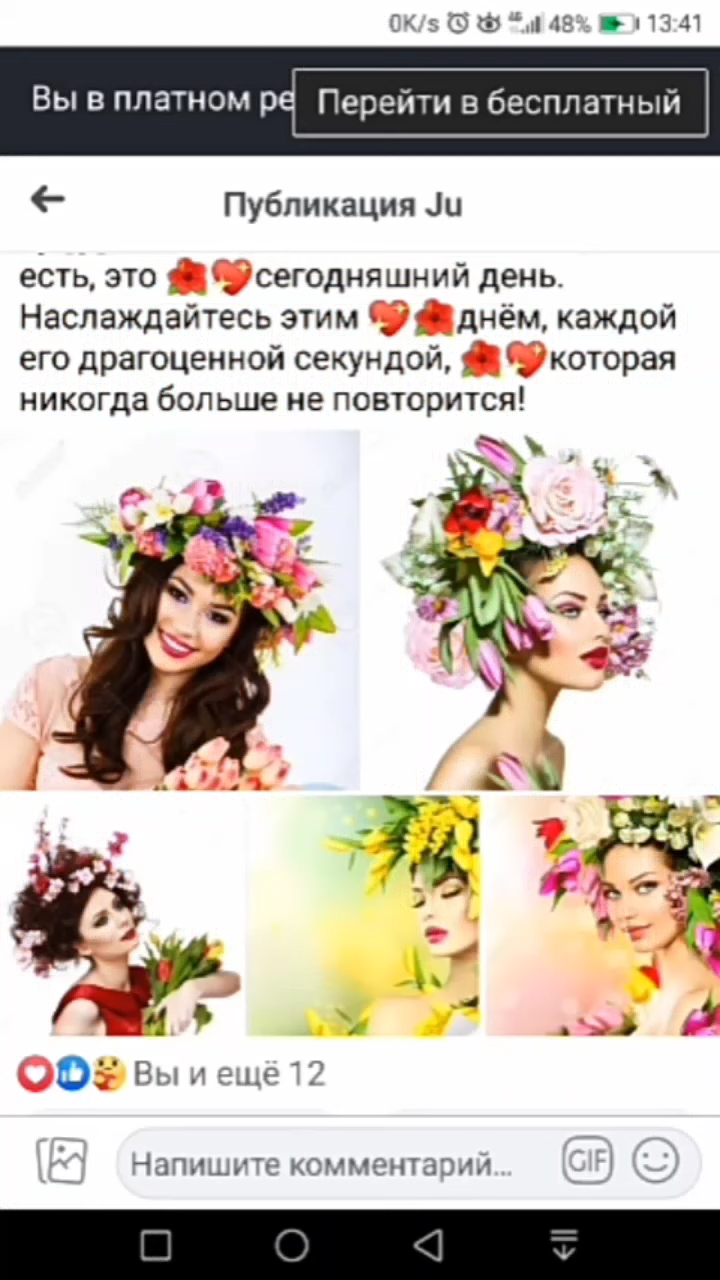 0K/s 48% 13:41
Вы в платном ре Перейти в бесплатный
Публикация Ju
есть, это 🌺💖сегодняшний день.
Наслаждайтесь этим 💖🌺днём, каждой
его драгоценной секундой, 🌺💖которая
никогда больше не повторится!
Вы и ещё 12
Напишите комментарий... GIF